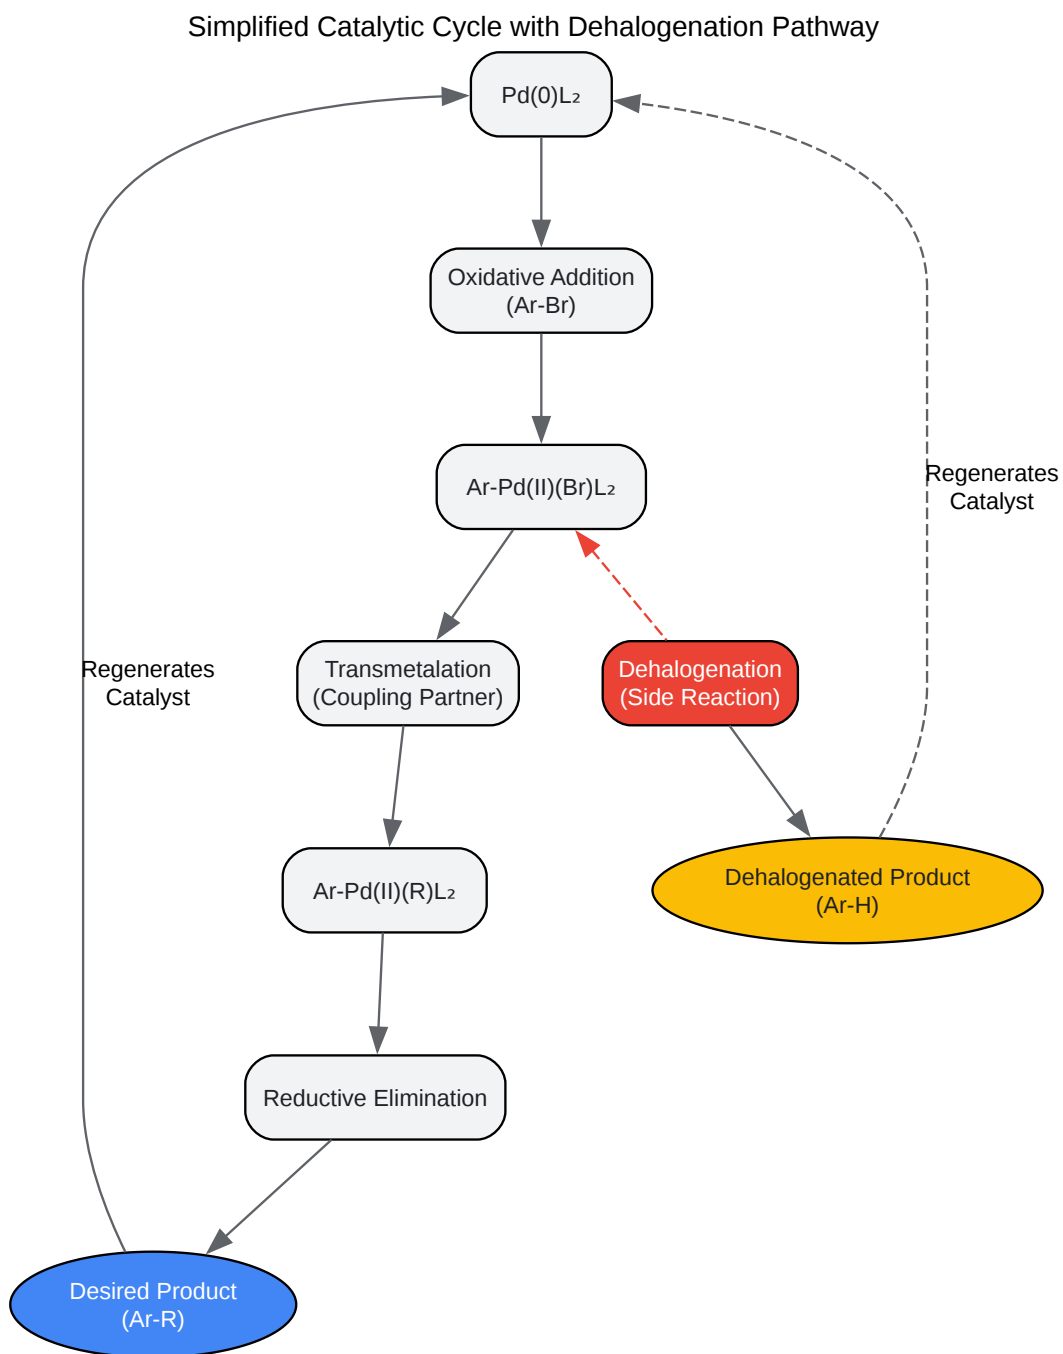 Simplified Catalytic Cycle with Dehalogenation Pathway
Pd(0)L₂
Oxidative Addition
(Ar-Br)
Ar-Pd(II)(Br)L₂
Regenerates
Catalyst
Regenerates
Catalyst
Transmetalation
(Coupling Partner)
Dehalogenation
(Side Reaction)
Ar-Pd(II)(R)L₂
Dehalogenated Product
(Ar-H)
Reductive Elimination
Desired Product
(Ar-R)